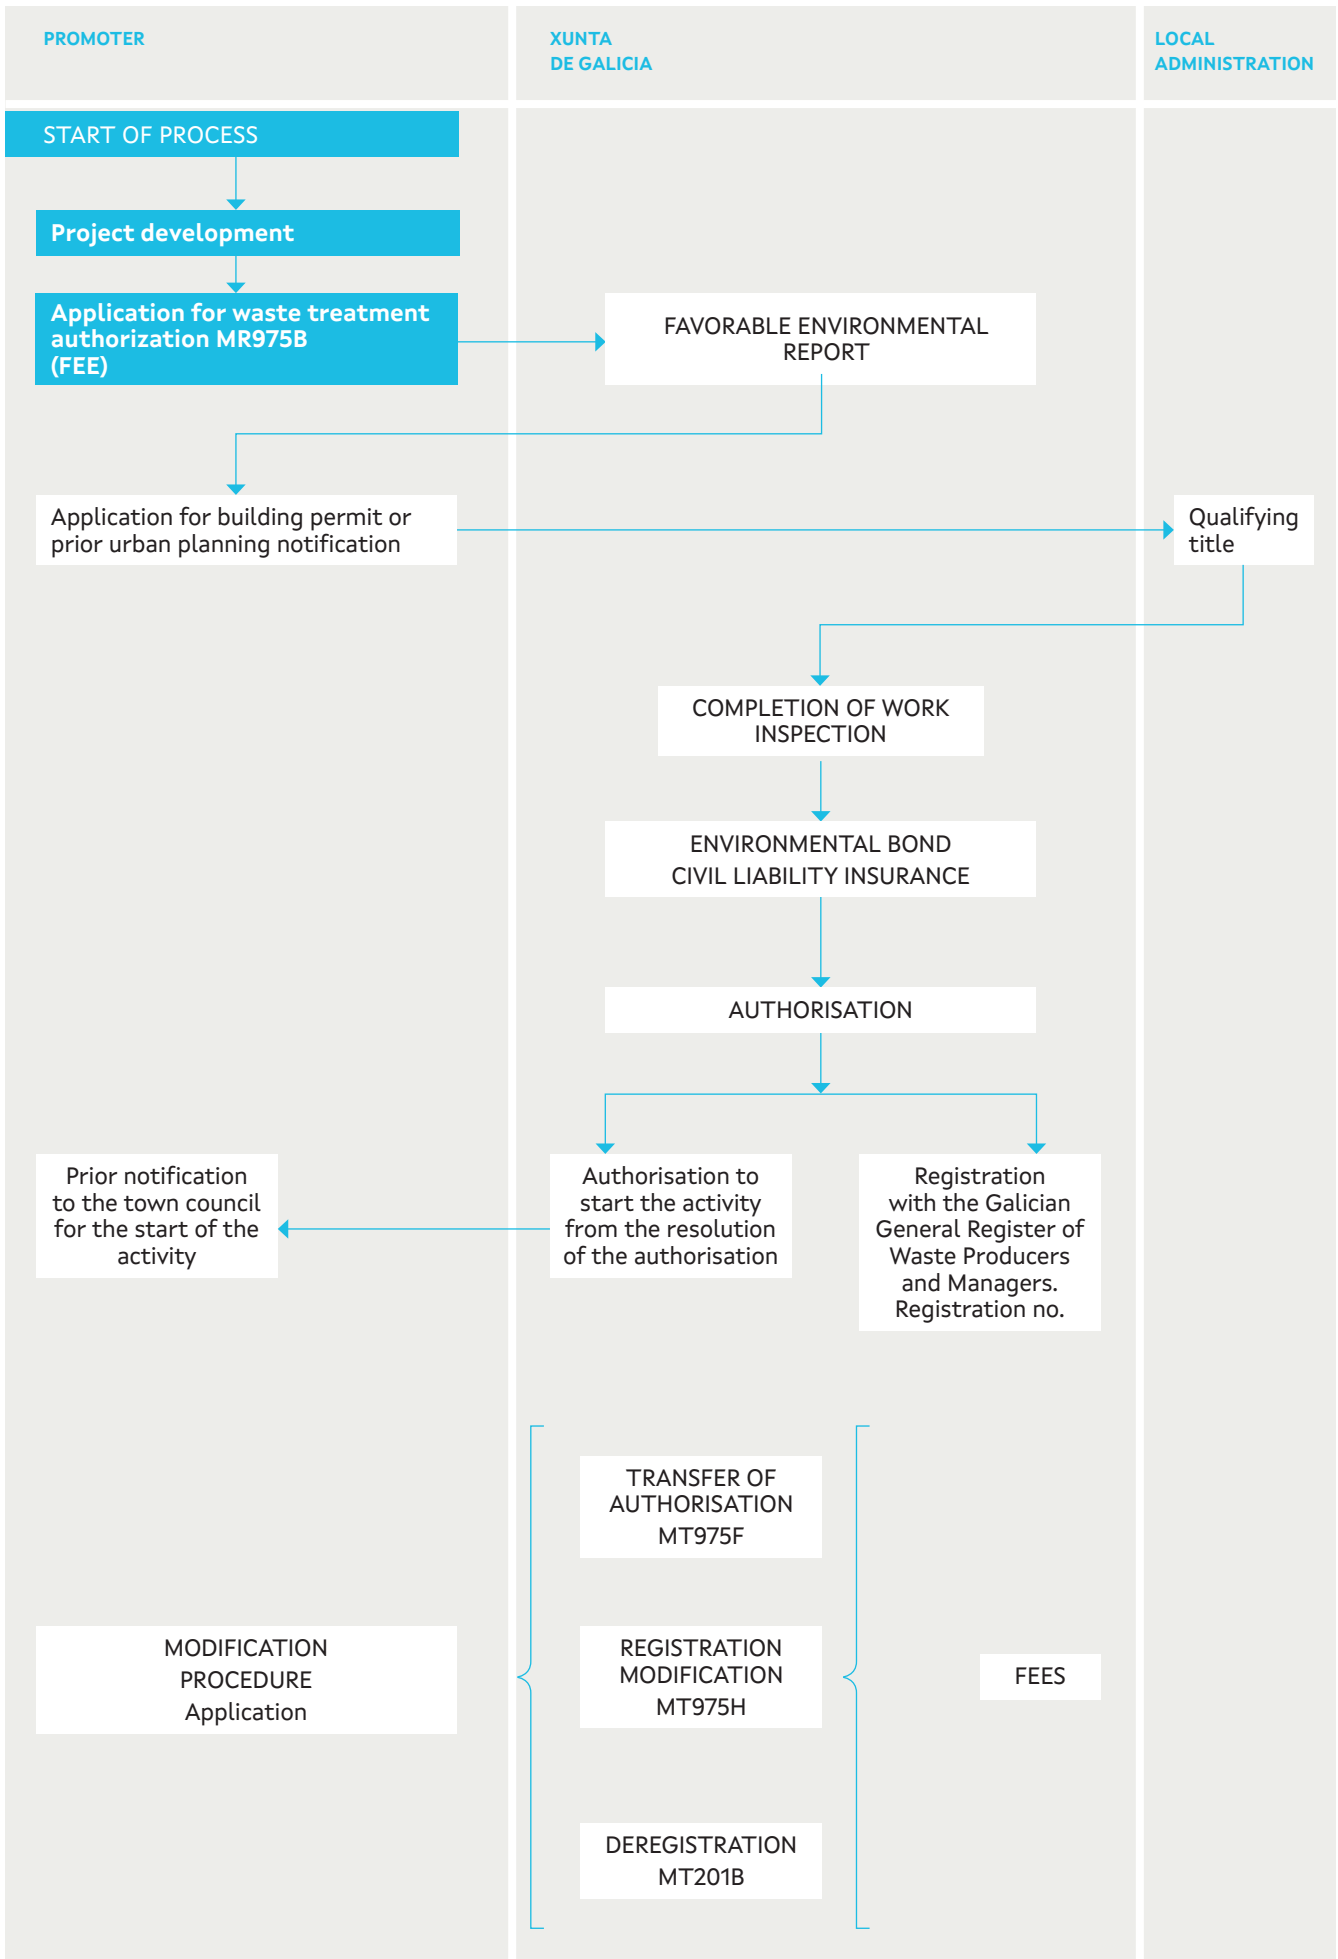 PROMOTER
XUNTA
DE GALICIA
LOCAL
ADMINISTRATION
START OF PROCESS
Project development
Application for waste treatment
authorization MR975B
(FEE)
FAVORABLE ENVIRONMENTAL
REPORT
Application for building permit or
prior urban planning notification
Qualifying
title
COMPLETION OF WORK
INSPECTION
ENVIRONMENTAL BOND
CIVIL LIABILITY INSURANCE
AUTHORISATION
Prior notification
to the town council
for the start of the
activity
Authorisation to
start the activity
from the resolution
of the authorisation
Registration
with the Galician
General Register of
Waste Producers
and Managers.
Registration no.
TRANSFER OF
AUTHORISATION
MT975F
MODIFICATION
PROCEDURE
Application
REGISTRATION
MODIFICATION
MT975H
FEES
DEREGISTRATION
MT201B